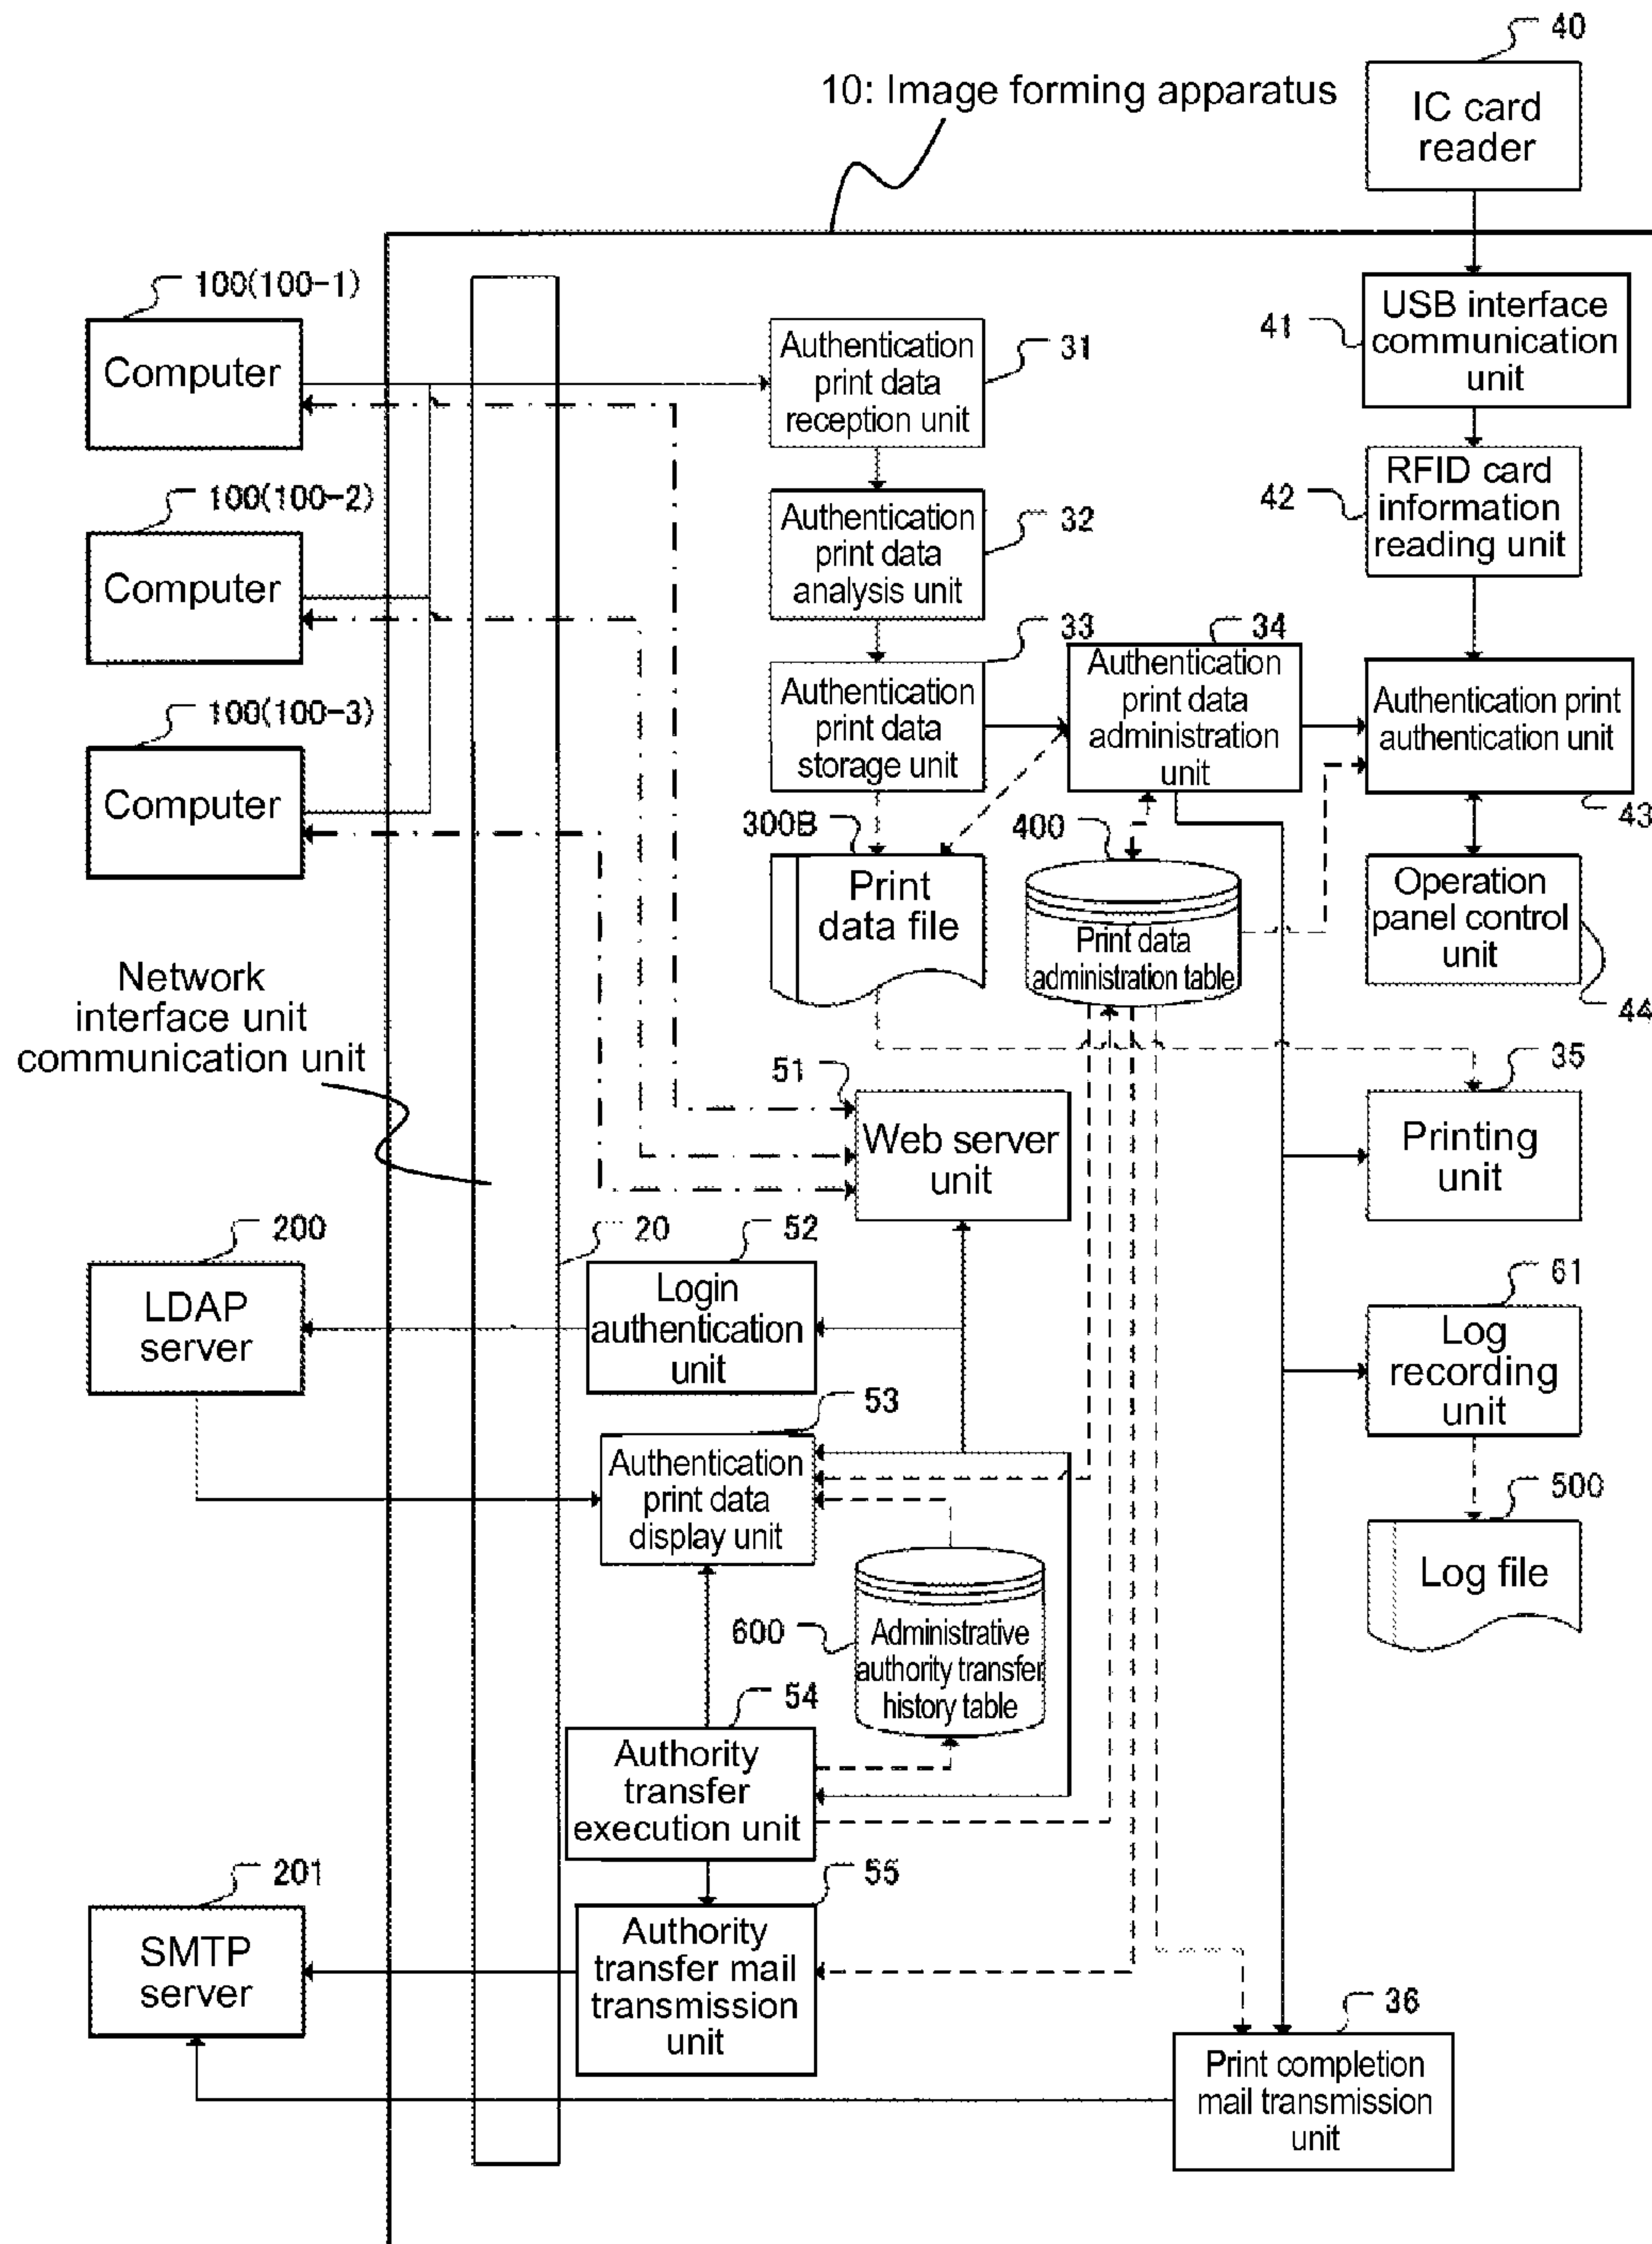 40
10: Image forming apparatus
IC card
reader
100(100-1)
Computer
Authentication
print data
reception unit
31
41
USB interface
communication
unit
100(100-2)
Computer
Authentication
print data
analysis unit
32
42
RFID card
information
reading unit
100(100-3)
Computer
33
Authentication
print data
storage unit
34
Authentication
print data
administration
unit
Authentication print
authentication unit
43
300B
Print
data file
400
Print data
administration table
Operation
panel control
unit
44
Network
interface unit
communication unit
51
Web server
unit
35
Printing
unit
200
LDAP
server
20
52
Login
authentication
unit
61
Log
recording
unit
53
Authentication
print data
display unit
500
Log file
600
Administrative
authority transfer
history table
54
Authority
transfer
execution unit
201
SMTP
server
55
Authority
transfer mail
transmission
unit
36
Print completion
mail transmission
unit